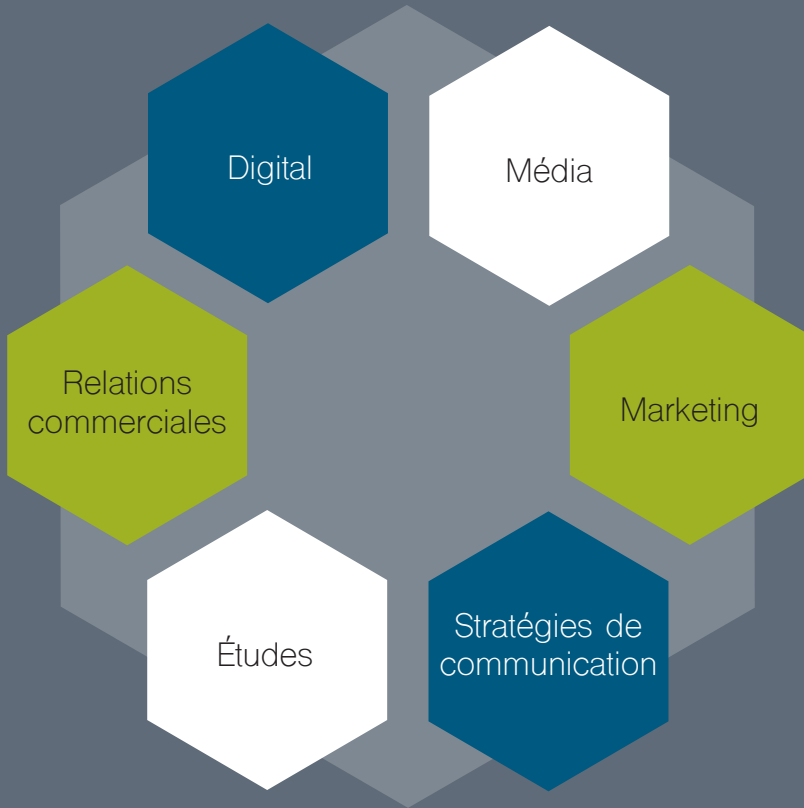 Digital
Média
Relations
commerciales
Marketing
Études
Stratégies de
communication